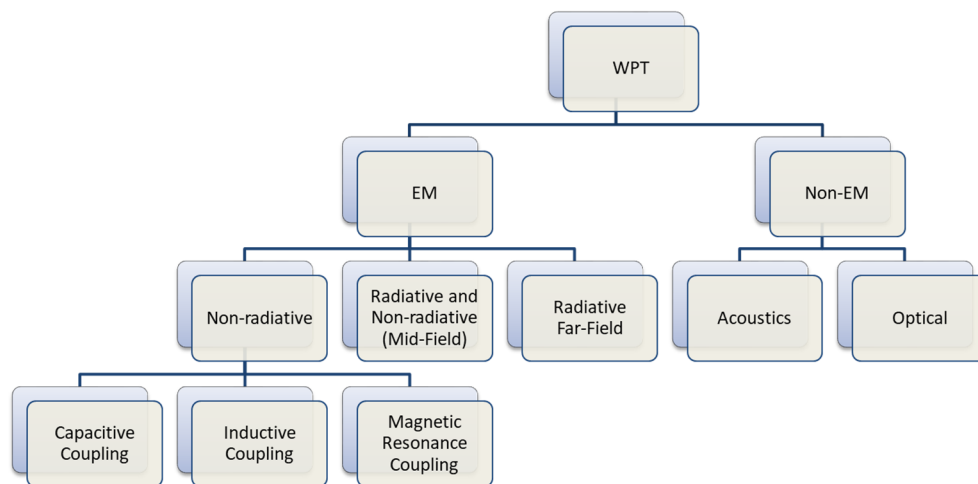 WPT
EM
Non-EM
Non-radiative
Radiative and
Non-radiative
(Mid-Field)
Radiative
Far-Field
Acoustics
Optical
Capacitive
Coupling
Inductive
Coupling
Magnetic
Resonance
Coupling